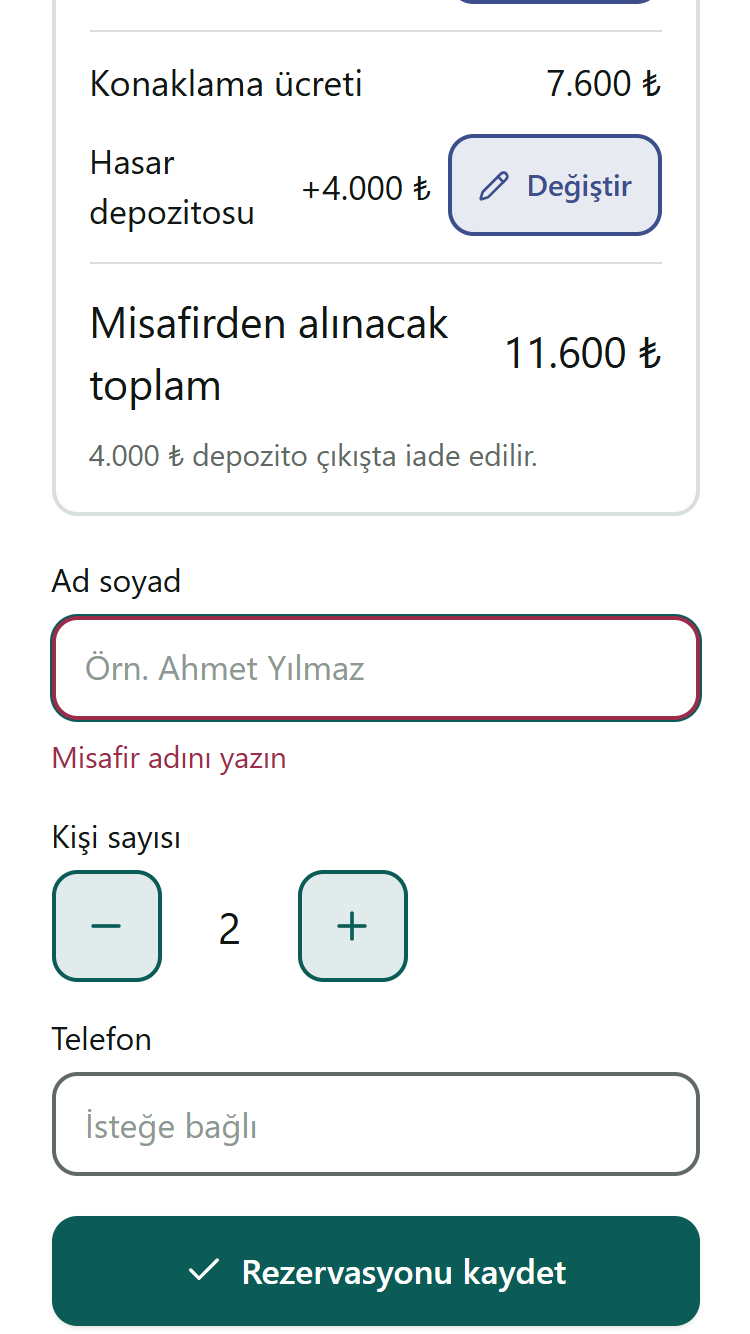 Konaklama ücreti 7.600 ₺
Hasar
depozitosu
+4.000 ₺
Değiştir
Misafirden alınacak
toplam
11.600 ₺
4.000 ₺ depozito çıkışta iade edilir.
Ad soyad
Örn. Ahmet Yılmaz
Misafir adını yazın
Kişi sayısı
− 2 +
Telefon
İsteğe bağlı
Rezervasyonu kaydet